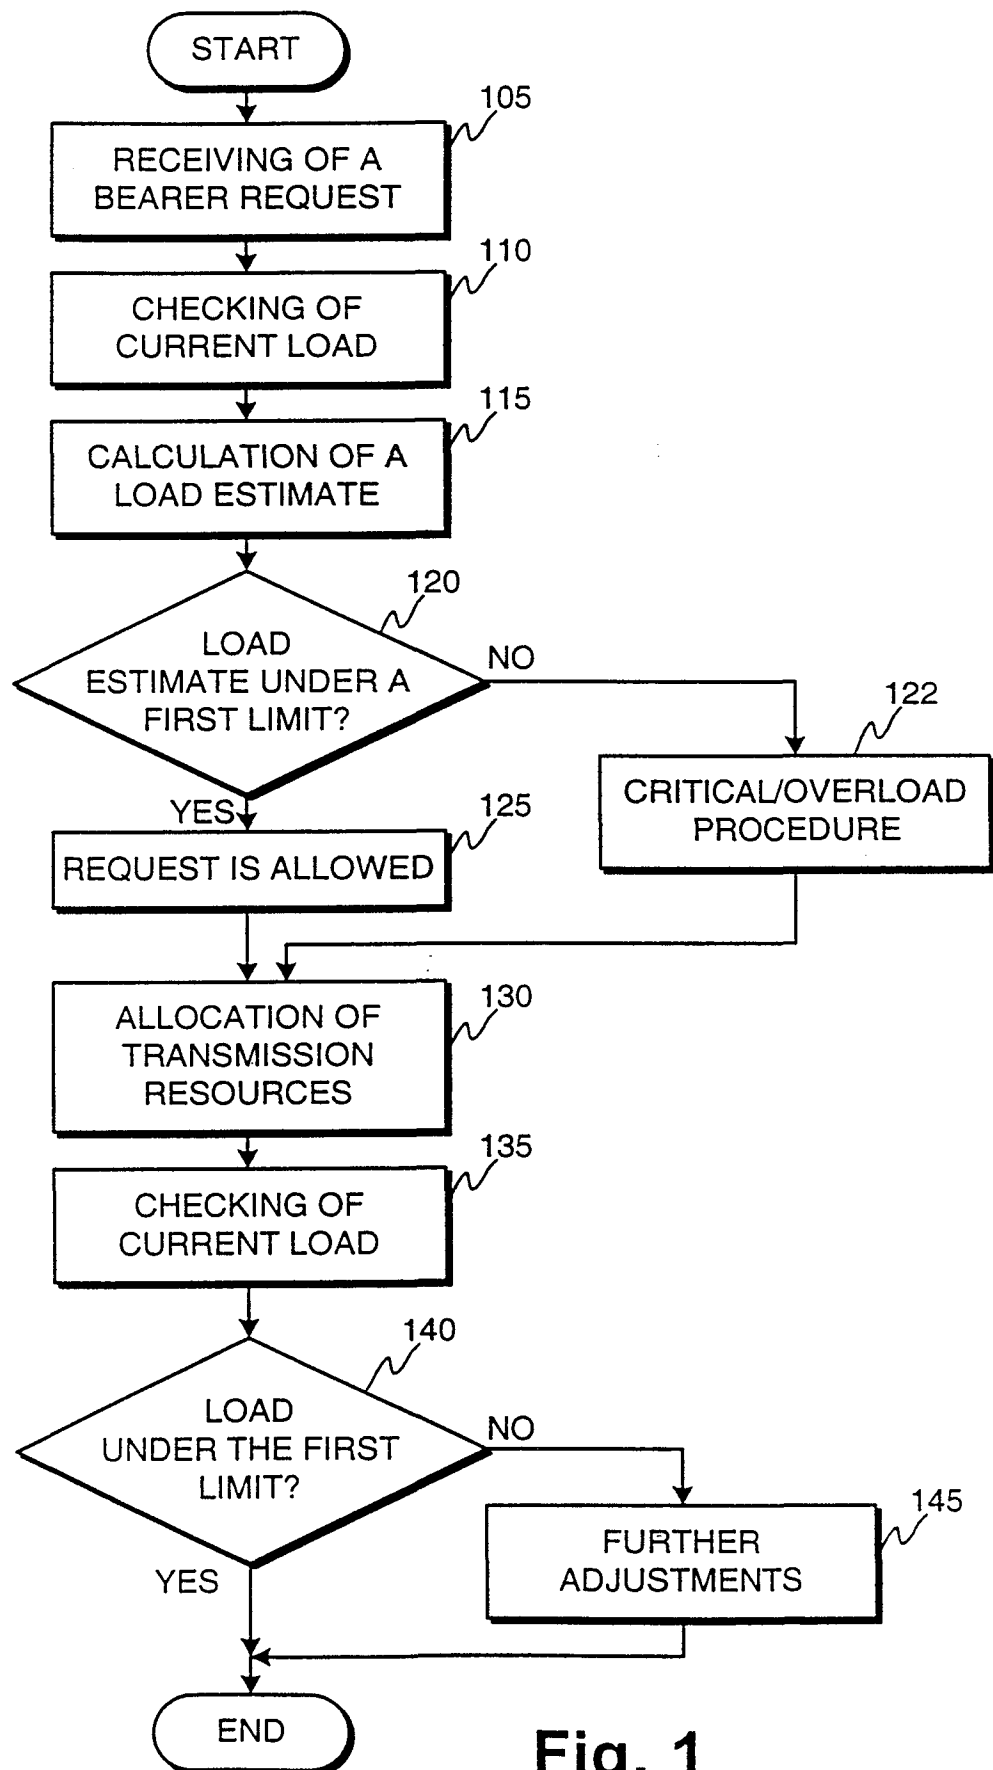 START
105
RECEIVING OF A
BEARER REQUEST
110
CHECKING OF
CURRENT LOAD
115
CALCULATION OF A
LOAD ESTIMATE
120
LOAD
ESTIMATE UNDER A
FIRST LIMIT?
NO
122
CRITICAL/OVERLOAD
PROCEDURE
YES
125
REQUEST IS ALLOWED
130
ALLOCATION OF
TRANSMISSION
RESOURCES
135
CHECKING OF
CURRENT LOAD
140
LOAD
UNDER THE FIRST
LIMIT?
NO
145
FURTHER
ADJUSTMENTS
YES
END
Fig. 1